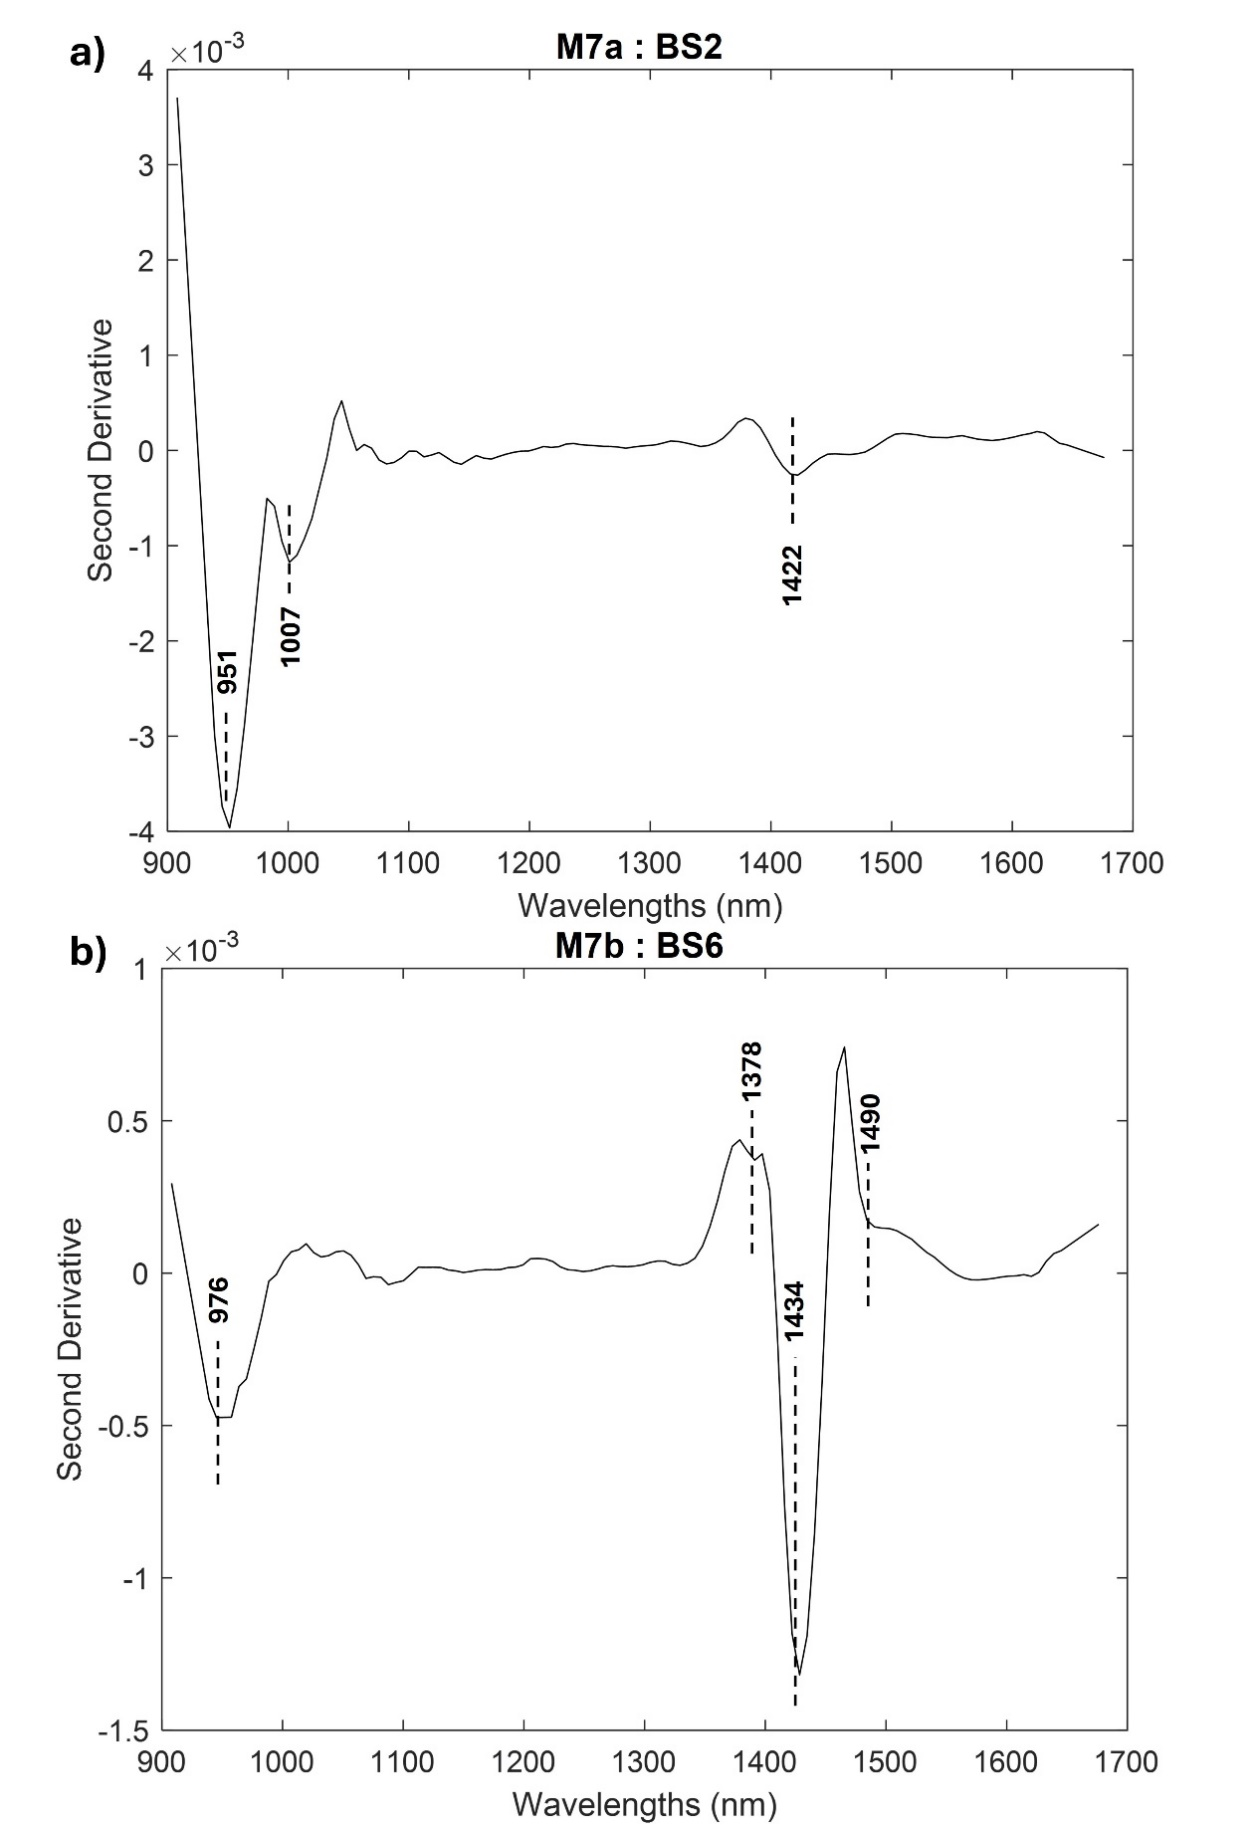 a)
×10-3
M7a : BS2
4
3
2
1
0
-1
-2
-3
-4
Second Derivative
951
1007
1422
900 1000 1100 1200 1300 1400 1500 1600 1700
Wavelengths (nm)
b)
×10-3
M7b : BS6
1
0.5
0
-0.5
-1
-1.5
Second Derivative
976
1378
1434
1490
900 1000 1100 1200 1300 1400 1500 1600 1700
Wavelengths (nm)